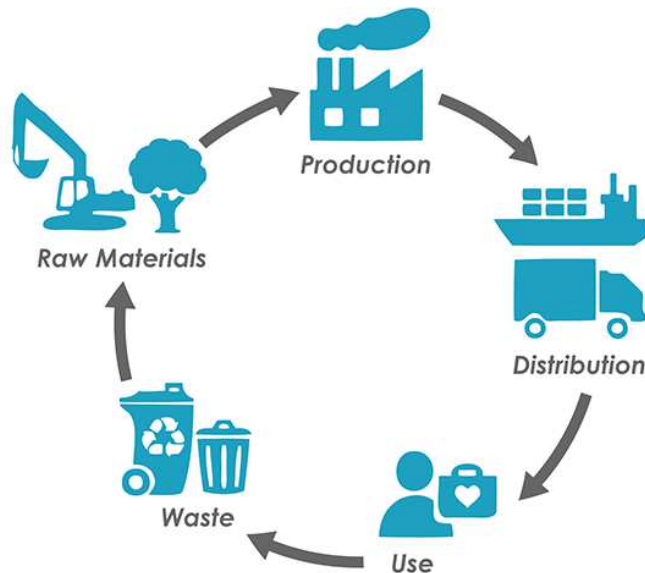 Production
Raw Materials
Distribution
Waste
Use